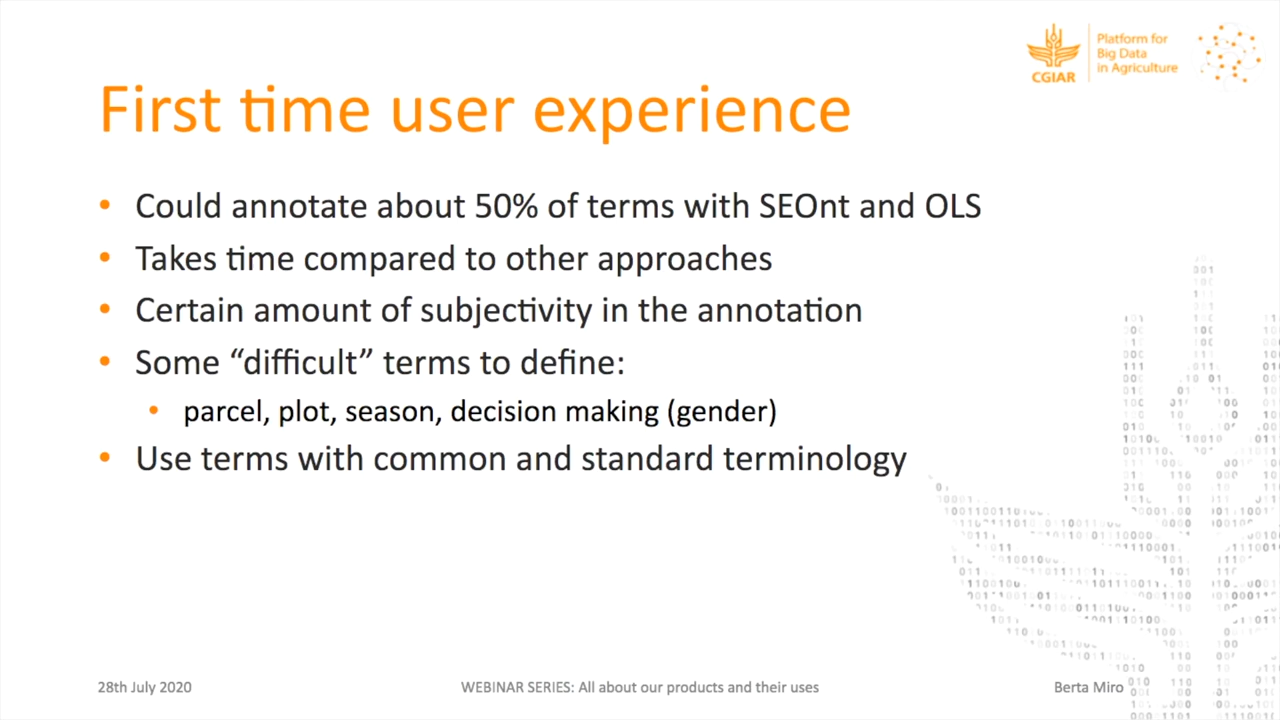 CGIAR
Platform for
Big Data
in Agriculture
First time user experience
• Could annotate about 50% of terms with SEOnt and OLS
• Takes time compared to other approaches
• Certain amount of subjectivity in the annotation
• Some “difficult” terms to define:
• parcel, plot, season, decision making (gender)
• Use terms with common and standard terminology
28th July 2020
WEBINAR SERIES: All about our products and their uses
Berta Miro